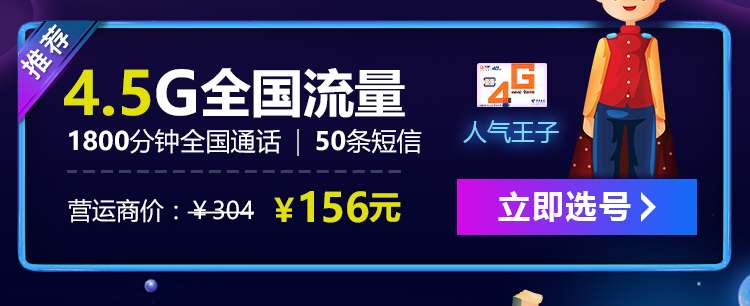 推荐
4.5G全国流量
1800分钟全国通话 | 50条短信
4G
人气王子
营运商价：￥304 ￥156元
立即选号 >